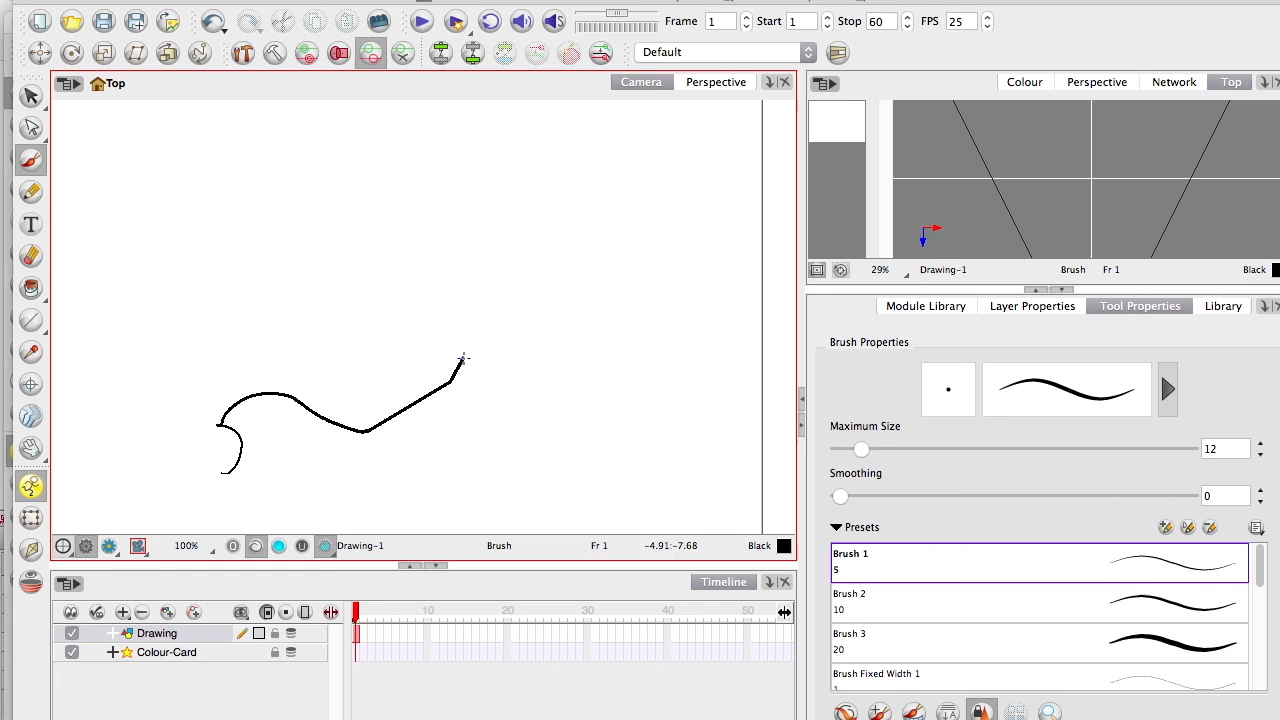 Frame 1 Start 1 Stop 60 FPS 25
Default
Top Camera Perspective
Colour Perspective Network Top
29% Drawing-1 Brush Fr 1 Black
Module Library Layer Properties Tool Properties Library
Brush Properties
Maximum Size
12
Smoothing
0
Presets
Brush 1
5
Brush 2
10
Brush 3
20
Brush Fixed Width 1
100% Drawing-1 Brush Fr 1 -4.91:-7.68 Black
Timeline
10 20 30 40 50
Drawing
Colour-Card